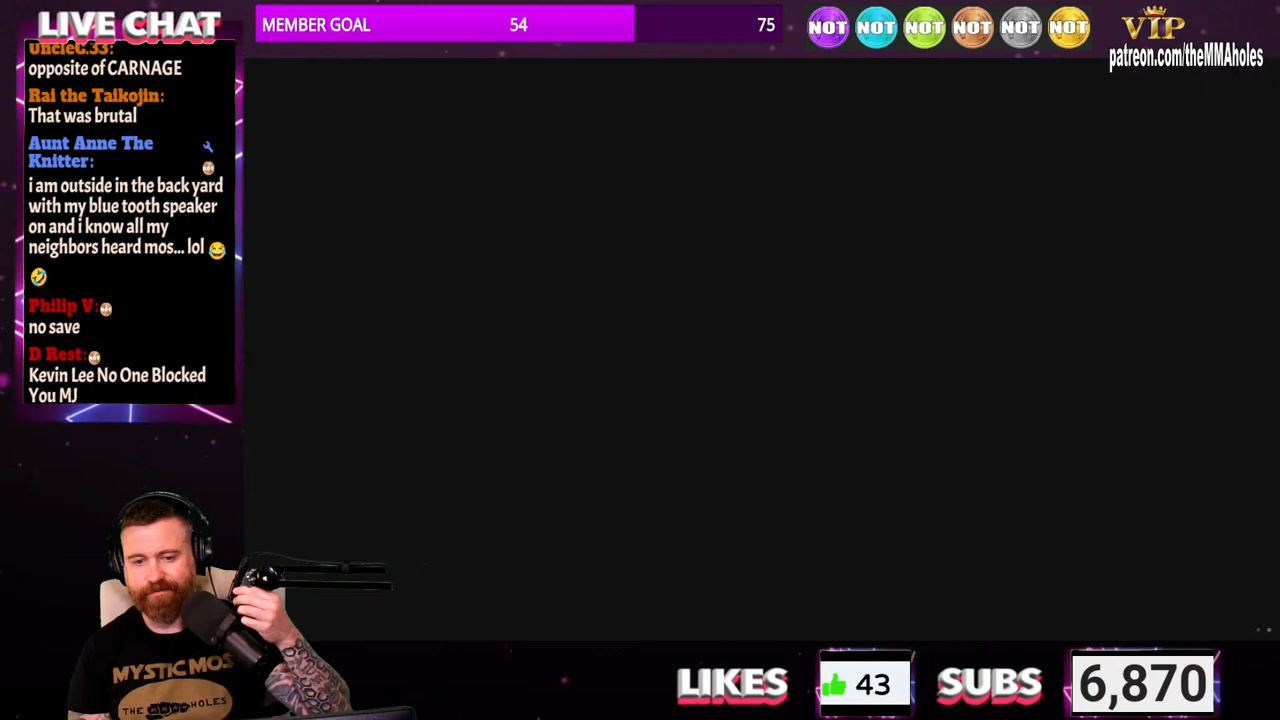 LIVE CHAT
UncleC.33:
opposite of CARNAGE
Rai the Taikojin:
That was brutal
Aunt Anne The
Knitter:
i am outside in the back yard
with my blue tooth speaker
on and i know all my
neighbors heard mos... lol
Philip V:
no save
D Rest:
Kevin Lee No One Blocked
You MJ
MEMBER GOAL 54 75
NOT NOT NOT NOT NOT NOT
VIP
patreon.com/theMMAholes
MYSTIC MOS
THE MMA-HOLES
LIKES 43 SUBS 6,870